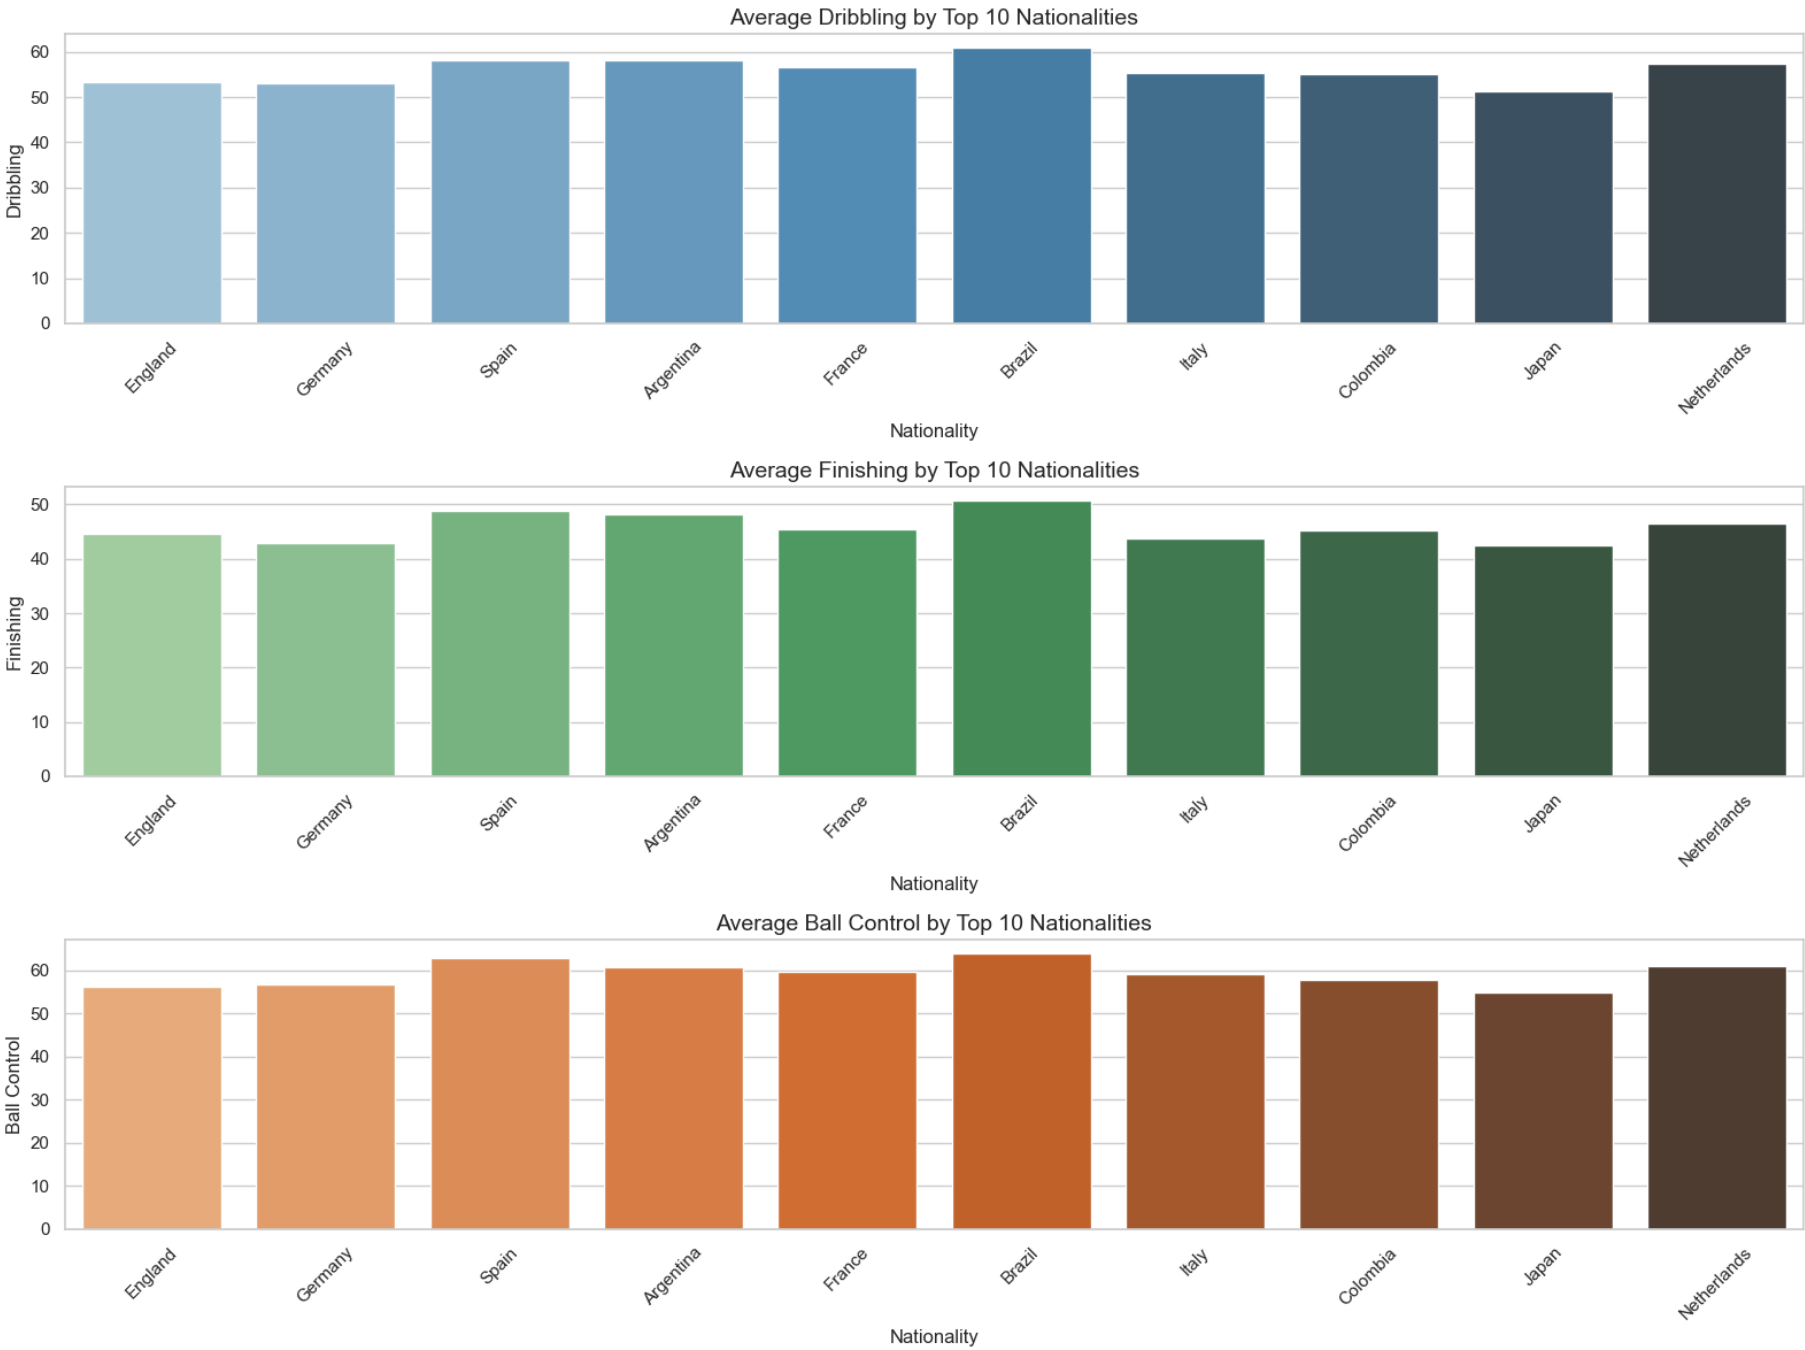 Average Dribbling by Top 10 Nationalities
Dribbling
60
50
40
30
20
10
0
England Germany Spain Argentina France Brazil Italy Colombia Japan Netherlands
Nationality
Average Finishing by Top 10 Nationalities
Finishing
50
40
30
20
10
0
England Germany Spain Argentina France Brazil Italy Colombia Japan Netherlands
Nationality
Average Ball Control by Top 10 Nationalities
Ball Control
60
50
40
30
20
10
0
England Germany Spain Argentina France Brazil Italy Colombia Japan Netherlands
Nationality